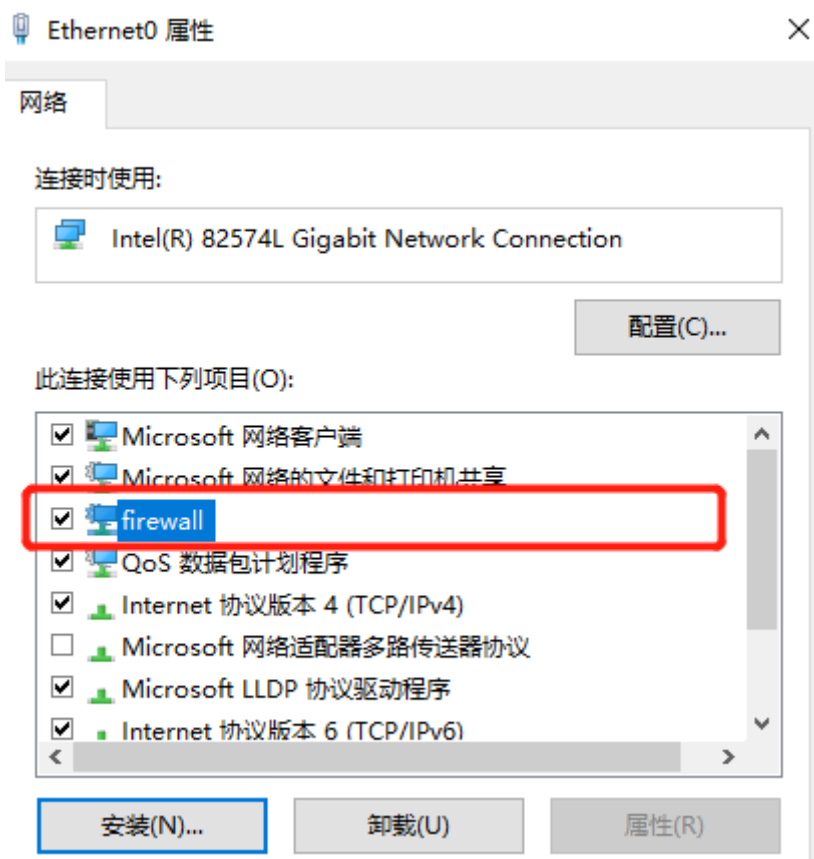 Ethernet0 属性
网络
连接时使用:
Intel(R) 82574L Gigabit Network Connection
配置(C)...
此连接使用下列项目(O):
Microsoft 网络客户端
Microsoft 网络的文件和打印机共享
firewall
QoS 数据包计划程序
Internet 协议版本 4 (TCP/IPv4)
Microsoft 网络适配器多路传送器协议
Microsoft LLDP 协议驱动程序
Internet 协议版本 6 (TCP/IPv6)
安装(N)... 卸载(U) 属性(R)